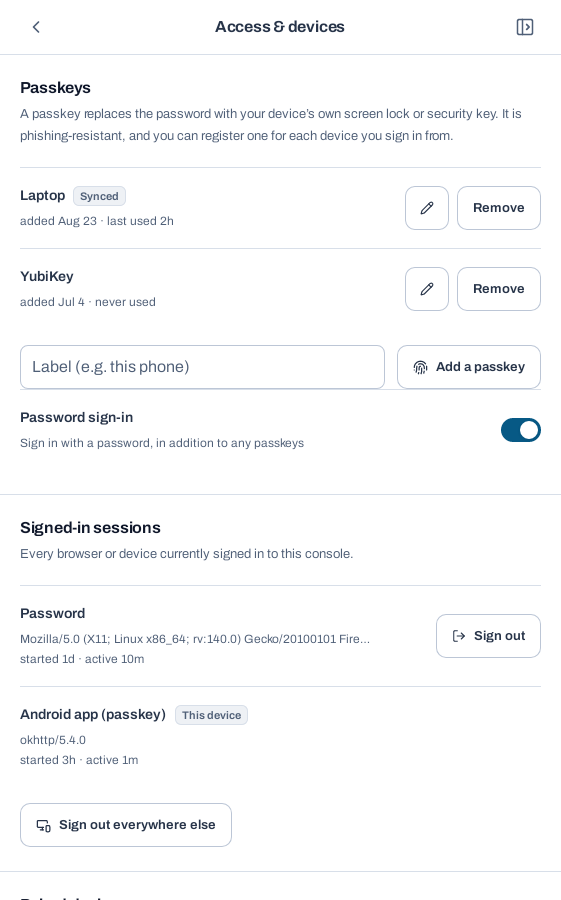 Access & devices
Passkeys
A passkey replaces the password with your device’s own screen lock or security key. It is
phishing-resistant, and you can register one for each device you sign in from.
Laptop Synced
added Aug 23 · last used 2h
Remove
YubiKey
added Jul 4 · never used
Remove
Label (e.g. this phone)
Add a passkey
Password sign-in
Sign in with a password, in addition to any passkeys
Signed-in sessions
Every browser or device currently signed in to this console.
Password
Mozilla/5.0 (X11; Linux x86_64; rv:140.0) Gecko/20100101 Fire…
started 1d · active 10m
Sign out
Android app (passkey) This device
okhttp/5.4.0
started 3h · active 1m
Sign out everywhere else